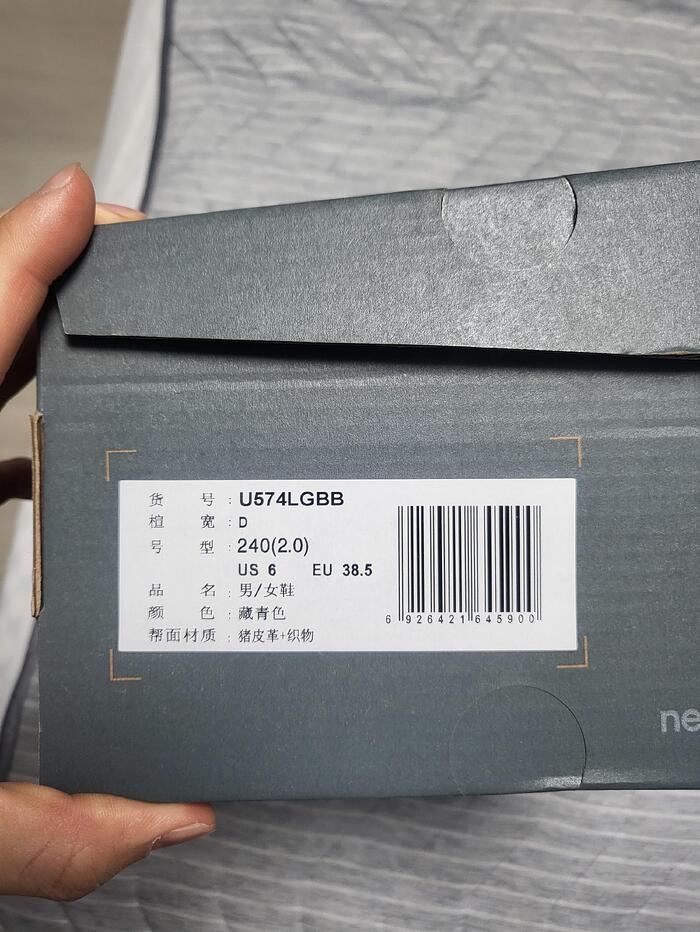 货 号 : U574LGBB
楦 宽 : D
号 型 : 240(2.0)
US 6 EU 38.5
品 名 : 男/女鞋
颜 色 : 藏青色
帮面材质 : 猪皮革+织物
6 926421 645900
ne